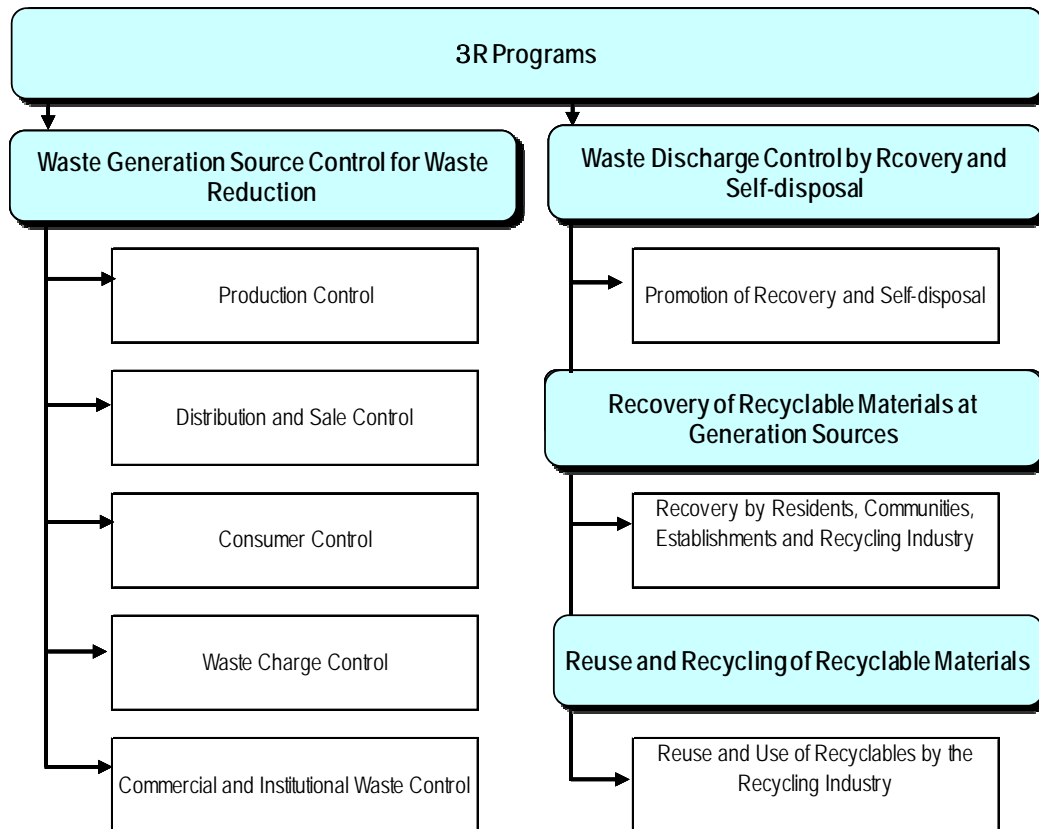 3R Programs
Waste Generation Source Control for Waste
Reduction
Production Control
Distribution and Sale Control
Consumer Control
Waste Charge Control
Commercial and Institutional Waste Control
Waste Discharge Control by Rcovery and
Self-disposal
Promotion of Recovery and Self-disposal
Recovery of Recyclable Materials at
Generation Sources
Recovery by Residents, Communities,
Establishments and Recycling Industry
Reuse and Recycling of Recyclable Materials
Reuse and Use of Recyclables by the
Recycling Industry